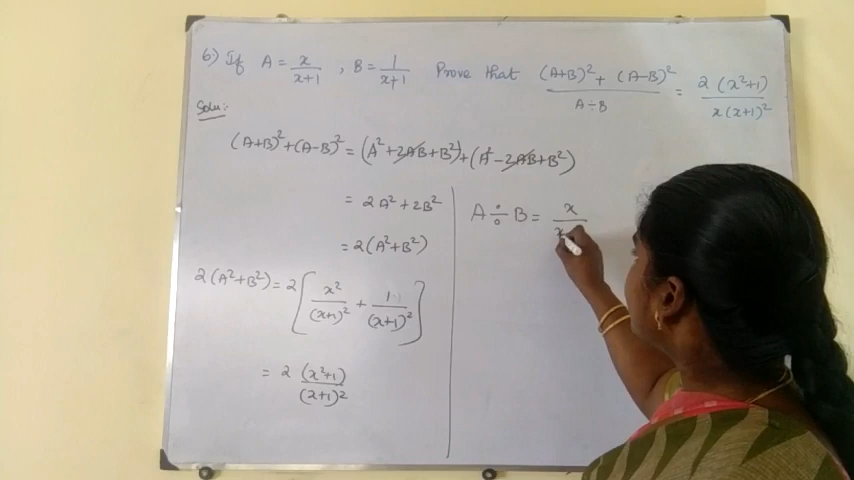 6) If A = x/(x+1) , B = 1/(x+1) Prove that ((A+B)² + (A-B)²)/(A÷B) = 2(x²+1)/(x(x+1)²)
Solu:-
(A+B)² + (A-B)² = (A² + 2AB + B²) + (A² - 2AB + B²)
= 2A² + 2B²
= 2(A² + B²)
2(A² + B²) = 2[x²/(x+1)² + 1/(x+1)²]
= 2 (x²+1)/(x+1)²
A ÷ B = x/x